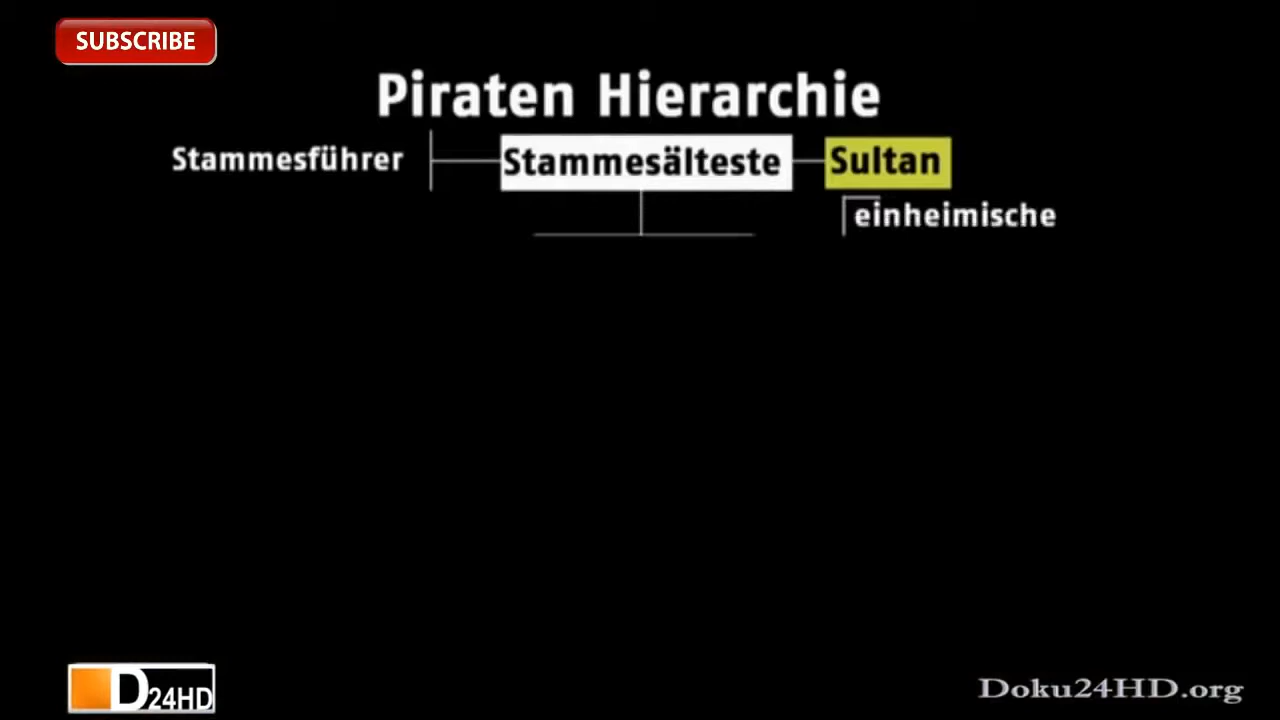 SUBSCRIBE
Piraten Hierarchie
Stammesführer Stammesälteste Sultan
einheimische
D24HD
Doku24HD.org